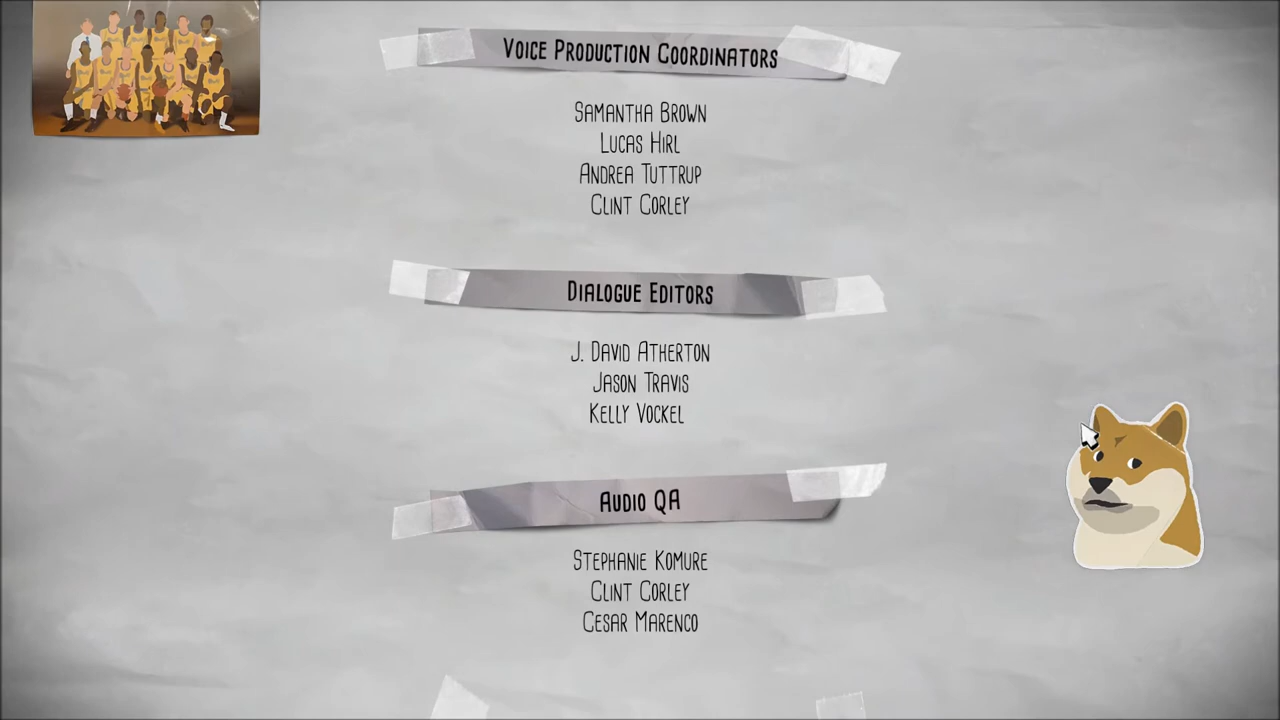 Voice Production Coordinators
Samantha Brown
Lucas Hirl
Andrea Tuttrup
Clint Corley
Dialogue Editors
J. David Atherton
Jason Travis
Kelly Vockel
Audio QA
Stephanie Komure
Clint Corley
Cesar Marenco